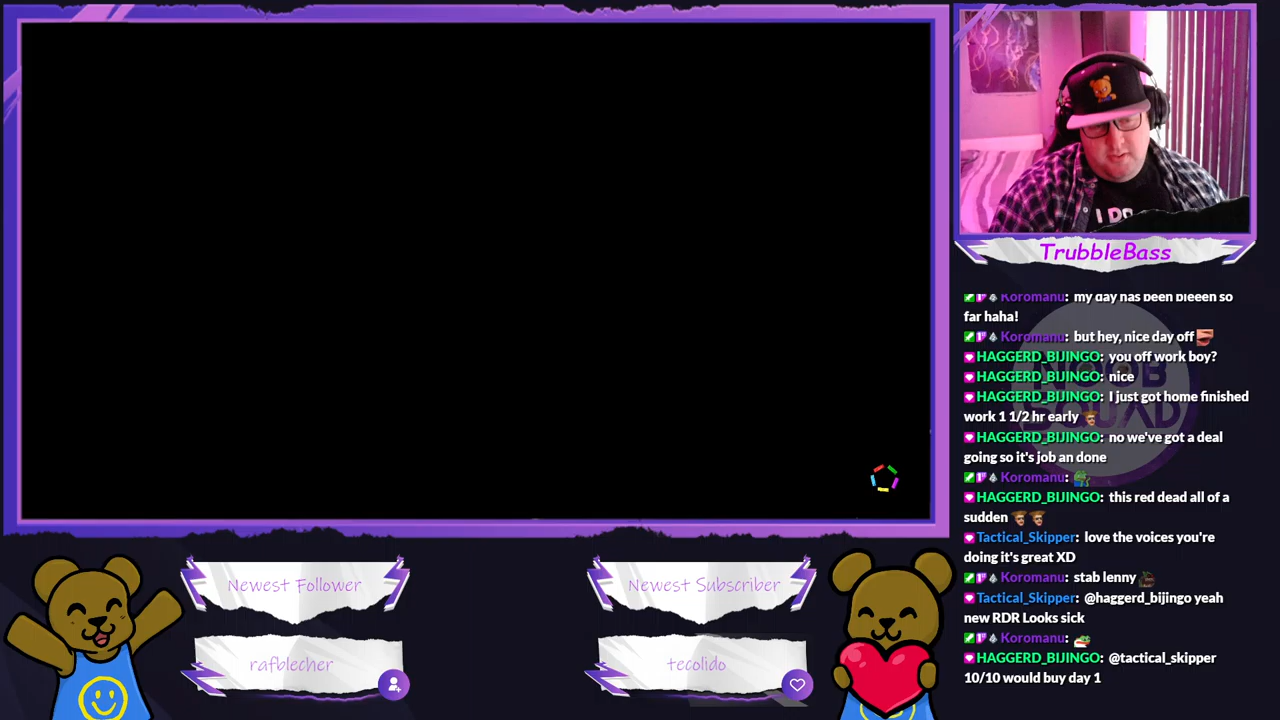 TrubbleBass
Koromanu: my day has been bleeen so
far haha!
Koromanu: but hey, nice day off
HAGGERD_BIJINGO: you off work boy?
HAGGERD_BIJINGO: nice
HAGGERD_BIJINGO: I just got home finished
work 1 1/2 hr early
HAGGERD_BIJINGO: no we've got a deal
going so it's job an done
Koromanu:
HAGGERD_BIJINGO: this red dead all of a
sudden
Tactical_Skipper: love the voices you're
doing it's great XD
Koromanu: stab lenny
Tactical_Skipper: @haggerd_bijingo yeah
new RDR Looks sick
Koromanu:
HAGGERD_BIJINGO: @tactical_skipper
10/10 would buy day 1
NOOB
SQUAD
Newest Follower
rafblecher
Newest Subscriber
tecolido